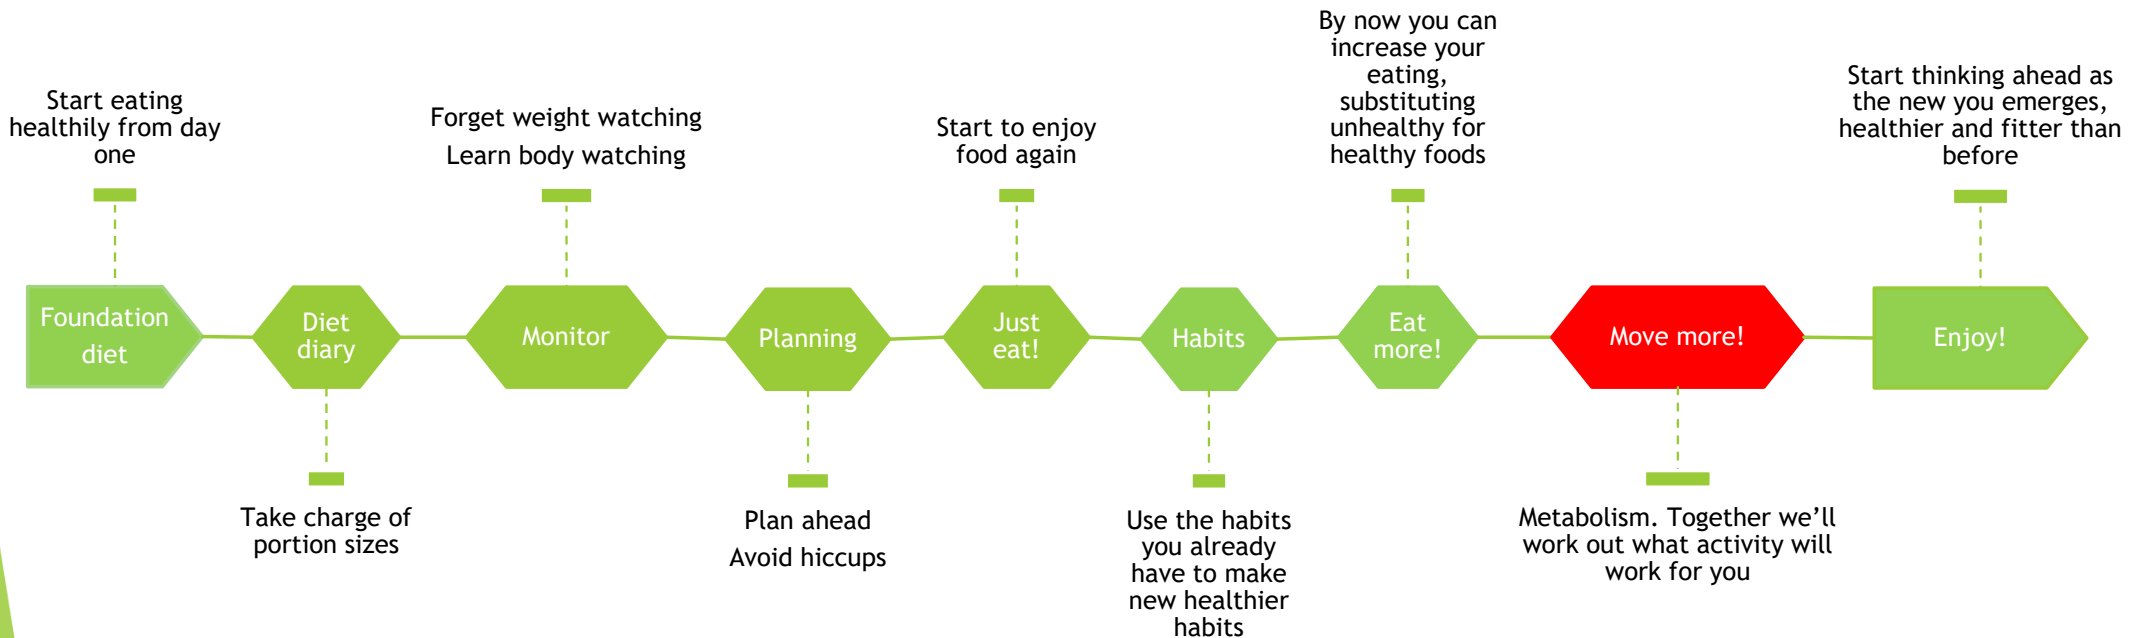 Start eating
healthily from day
one
Forget weight watching
Learn body watching
Start to enjoy
food again
By now you can
increase your
eating,
substituting
unhealthy for
healthy foods
Start thinking ahead as
the new you emerges,
healthier and fitter than
before
Foundation
diet
Diet
diary
Monitor
Planning
Just
eat!
Habits
Eat
more!
Move more!
Enjoy!
Take charge of
portion sizes
Plan ahead
Avoid hiccups
Use the habits
you already
have to make
new healthier
habits
Metabolism. Together we’ll
work out what activity will
work for you